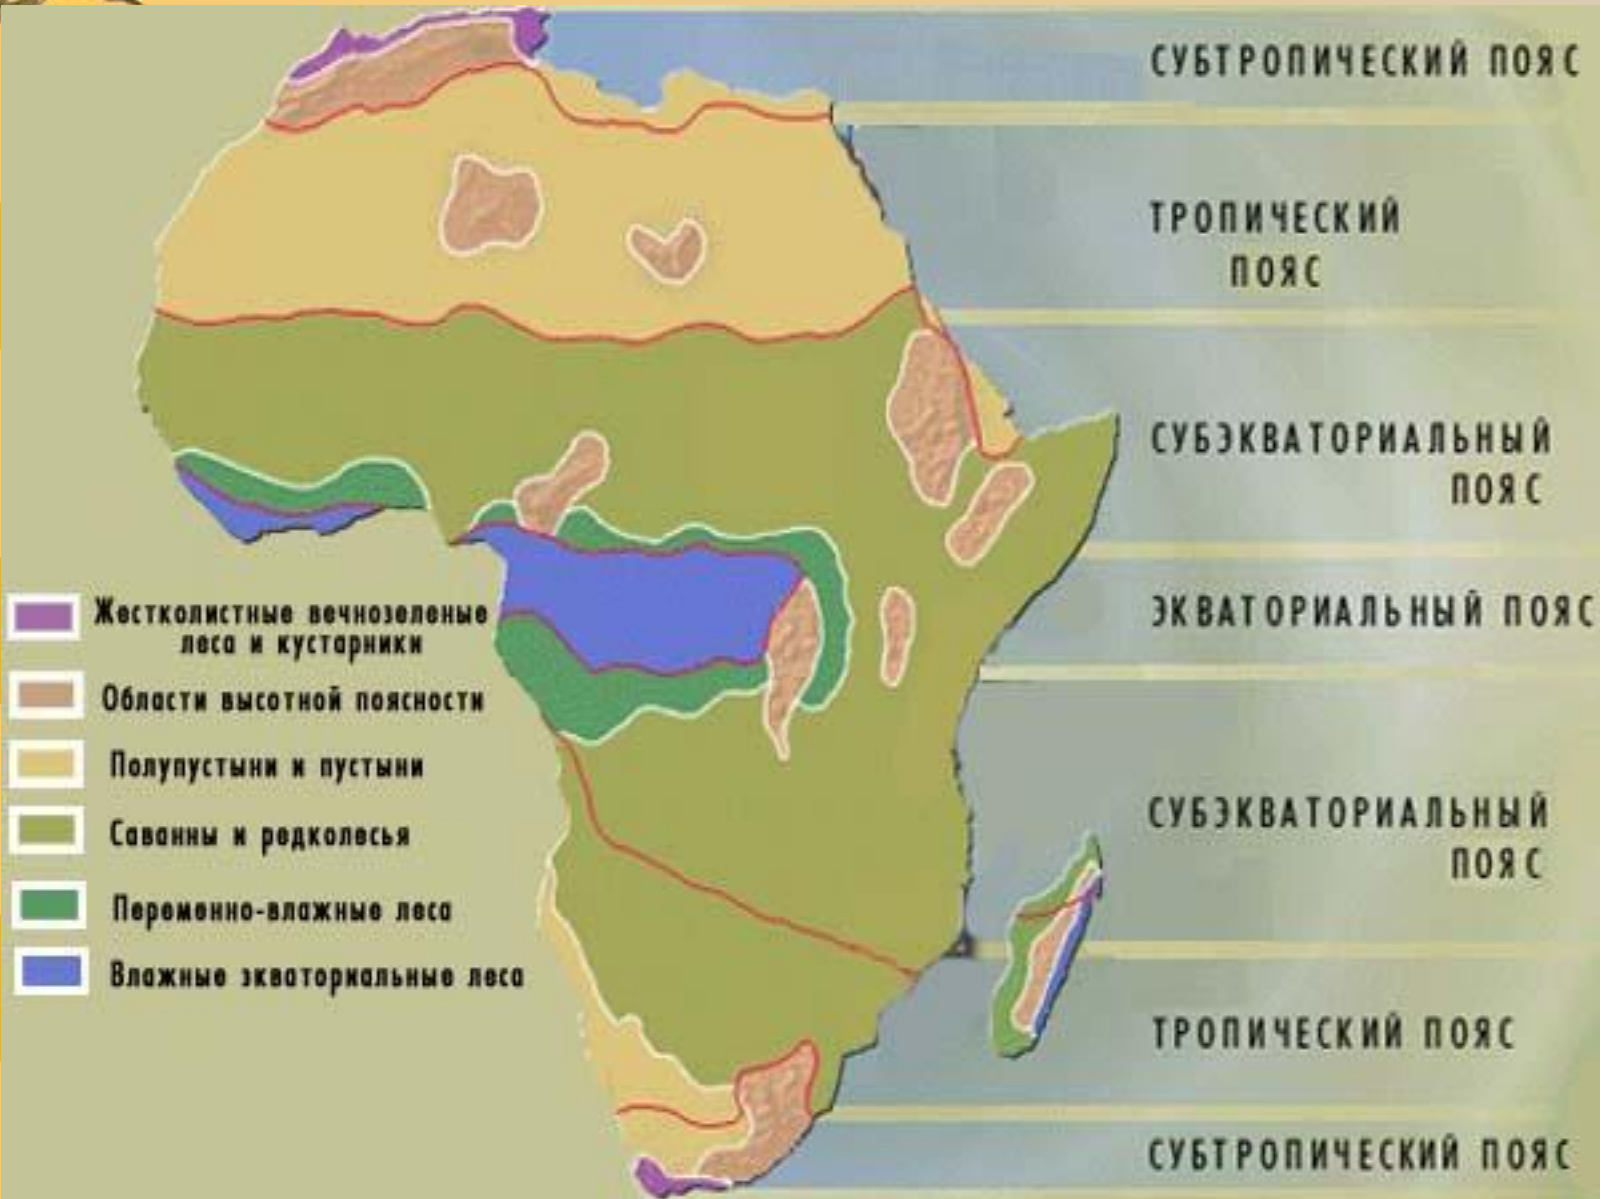 СУБТРОПИЧЕСКИЙ ПОЯС
ТРОПИЧЕСКИЙ
ПОЯС
СУБЭКВАТОРИАЛЬНЫЙ
ПОЯС
ЭКВАТОРИАЛЬНЫЙ ПОЯС
СУБЭКВАТОРИАЛЬНЫЙ
ПОЯС
ТРОПИЧЕСКИЙ ПОЯС
СУБТРОПИЧЕСКИЙ ПОЯС
Жестколистные вечнозеленые
леса и кустарники
Области высотной поясности
Полупустыни и пустыни
Саванны и редколесья
Переменно-влажные леса
Влажные экваториальные леса